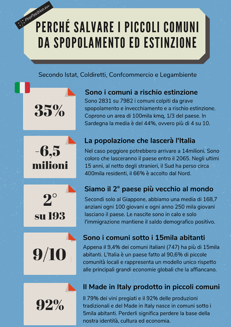 PERCHÉ SALVARE I PICCOLI COMUNI
DA SPOPOLAMENTO ED ESTINZIONE
Secondo Istat, Coldiretti, Confcommercio e Legambiente
35%
Sono i comuni a rischio estinzione
Sono 2831 su 7982 i comuni colpiti da grave
spopolamento e invecchiamento e a rischio estinzione.
Coprono un area di 100mila kmq, 1/3 del paese. In
Sardegna la media è del 44%, ovvero più di 4 su 10.
-6,5
milioni
La popolazione che lascerà l'Italia
Nel caso peggiore potrebbero arrivare a 14milioni. Sono
coloro che lasceranno il paese entro il 2065. Negli ultimi
15 anni, al netto degli stranieri, il Sud ha perso circa
400mila residenti, il 66% è accolto dal Nord.
2°
su 193
Siamo il 2° paese più vecchio al mondo
Secondi solo al Giappone, abbiamo una media di 168,7
anziani ogni 100 giovani e ogni anno 250 mila giovani
lasciano il paese. Le nascite sono in calo e solo
l'immigrazione mantiene il saldo demografico positivo.
9/10
Sono i comuni sotto i 15mila abitanti
Appena il 9,4% dei comuni italiani (747) ha più di 15mila
abitanti. L'Italia è un paese fatto al 90,6% di piccole
comunità locali e rappresenta un modello unico rispetto
alle principali grandi economie globali che la affiancano.
92%
Il Made in Italy prodotto in piccoli comuni
Il 79% dei vini pregiati e il 92% delle produzioni
tradizionali e del Made in Italy nasce in comuni sotto i
5mila abitanti. Perderli significa perdere la base della
nostra identità, cultura ed economia.